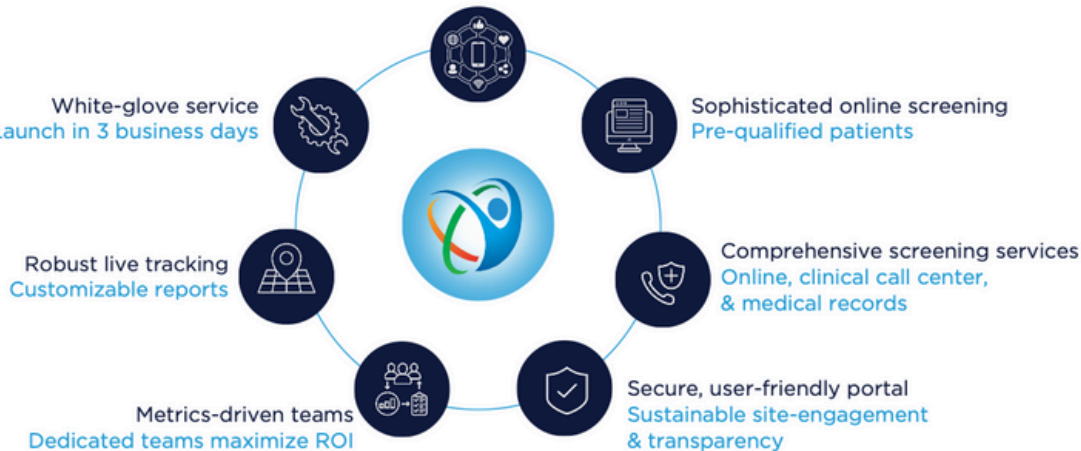 White-glove service
Launch in 3 business days
Sophisticated online screening
Pre-qualified patients
Robust live tracking
Customizable reports
Comprehensive screening services
Online, clinical call center,
& medical records
Metrics-driven teams
Dedicated teams maximize ROI
Secure, user-friendly portal
Sustainable site-engagement
& transparency